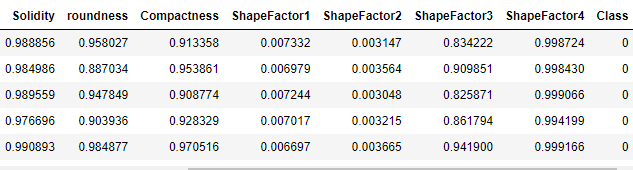 Solidity roundness Compactness ShapeFactor1 ShapeFactor2 ShapeFactor3 ShapeFactor4 Class
0.988856 0.958027 0.913358 0.007332 0.003147 0.834222 0.998724 0
0.984986 0.887034 0.953861 0.006979 0.003564 0.909851 0.998430 0
0.989559 0.947849 0.908774 0.007244 0.003048 0.825871 0.999066 0
0.976696 0.903936 0.928329 0.007017 0.003215 0.861794 0.994199 0
0.990893 0.984877 0.970516 0.006697 0.003665 0.941900 0.999166 0